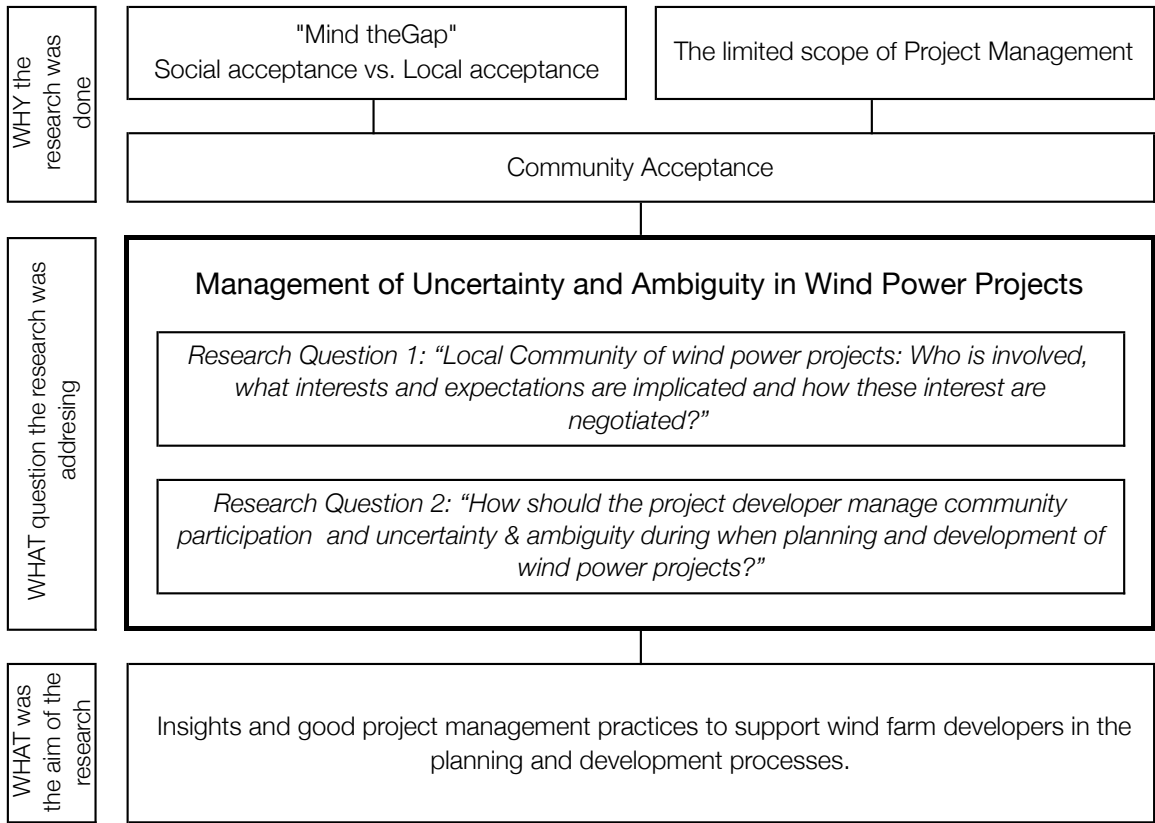 WHY the
research was
done
"Mind theGap"
Social acceptance vs. Local acceptance
The limited scope of Project Management
Community Acceptance
WHAT question the research was
addresing
Management of Uncertainty and Ambiguity in Wind Power Projects
Research Question 1: “Local Community of wind power projects: Who is involved,
what interests and expectations are implicated and how these interest are
negotiated?”
Research Question 2: “How should the project developer manage community
participation  and uncertainty & ambiguity during when planning and development of
wind power projects?”
WHAT was
the aim of the
research
Insights and good project management practices to support wind farm developers in the
planning and development processes.